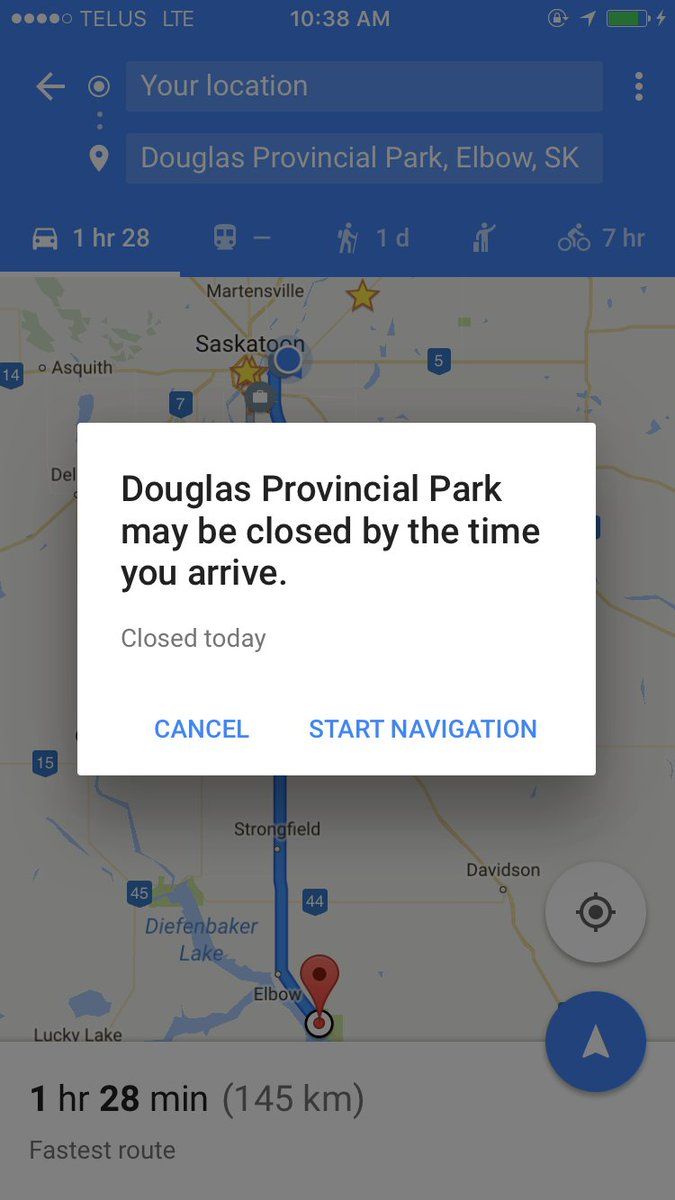 TELUS LTE 10:38 AM
Your location
Douglas Provincial Park, Elbow, SK
1 hr 28 — 1 d 7 hr
Martensville
Saskatoon
5
14
Asquith
7
Del
Douglas Provincial Park
may be closed by the time
you arrive.
Closed today
CANCEL START NAVIGATION
15
Strongfield
Davidson
45
44
Diefenbaker
Lake
Elbow
Lucky Lake
1 hr 28 min (145 km)
Fastest route